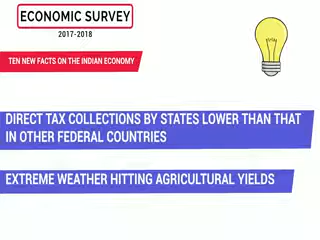 ECONOMIC SURVEY
2017-2018
TEN NEW FACTS ON THE INDIAN ECONOMY
DIRECT TAX COLLECTIONS BY STATES LOWER THAN THAT
IN OTHER FEDERAL COUNTRIES
EXTREME WEATHER HITTING AGRICULTURAL YIELDS